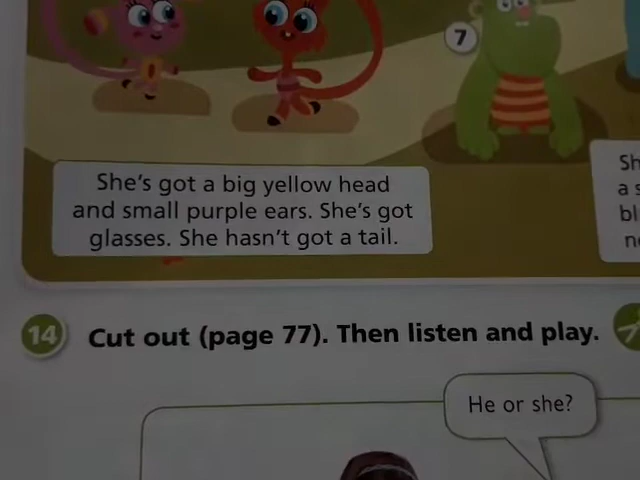 7
She's got a big yellow head
and small purple ears. She's got
glasses. She hasn't got a tail.
14 Cut out (page 77). Then listen and play.
He or she?